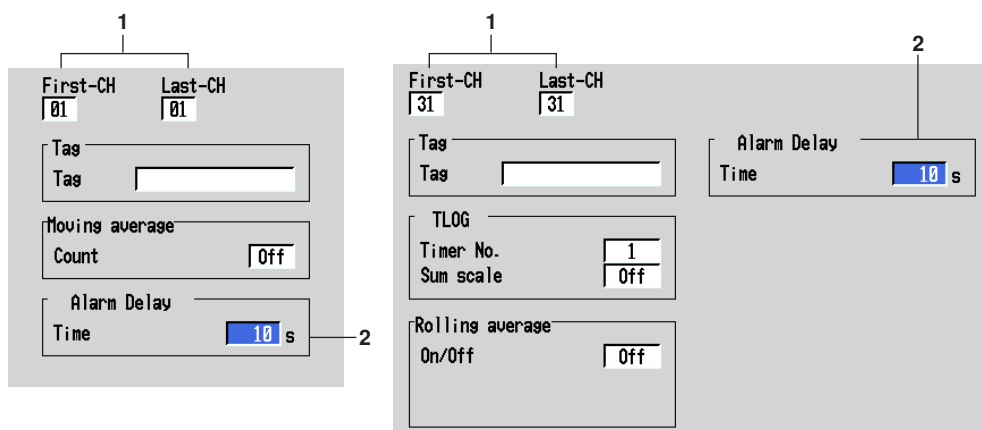 1
First-CH Last-CH
01 01
Tag
Tag
Moving average
Count Off
Alarm Delay
Time 10 s
2
1
2
First-CH Last-CH
31 31
Tag
Tag
TLOG
Timer No. 1
Sum scale Off
Rolling average
On/Off Off
Alarm Delay
Time 10 s